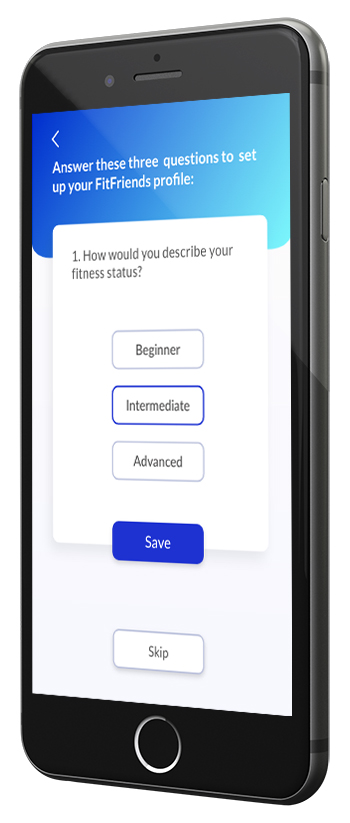 Answer these three questions to set
up your FitFriends profile:
1. How would you describe your
fitness status?
Beginner
Intermediate
Advanced
Save
Skip